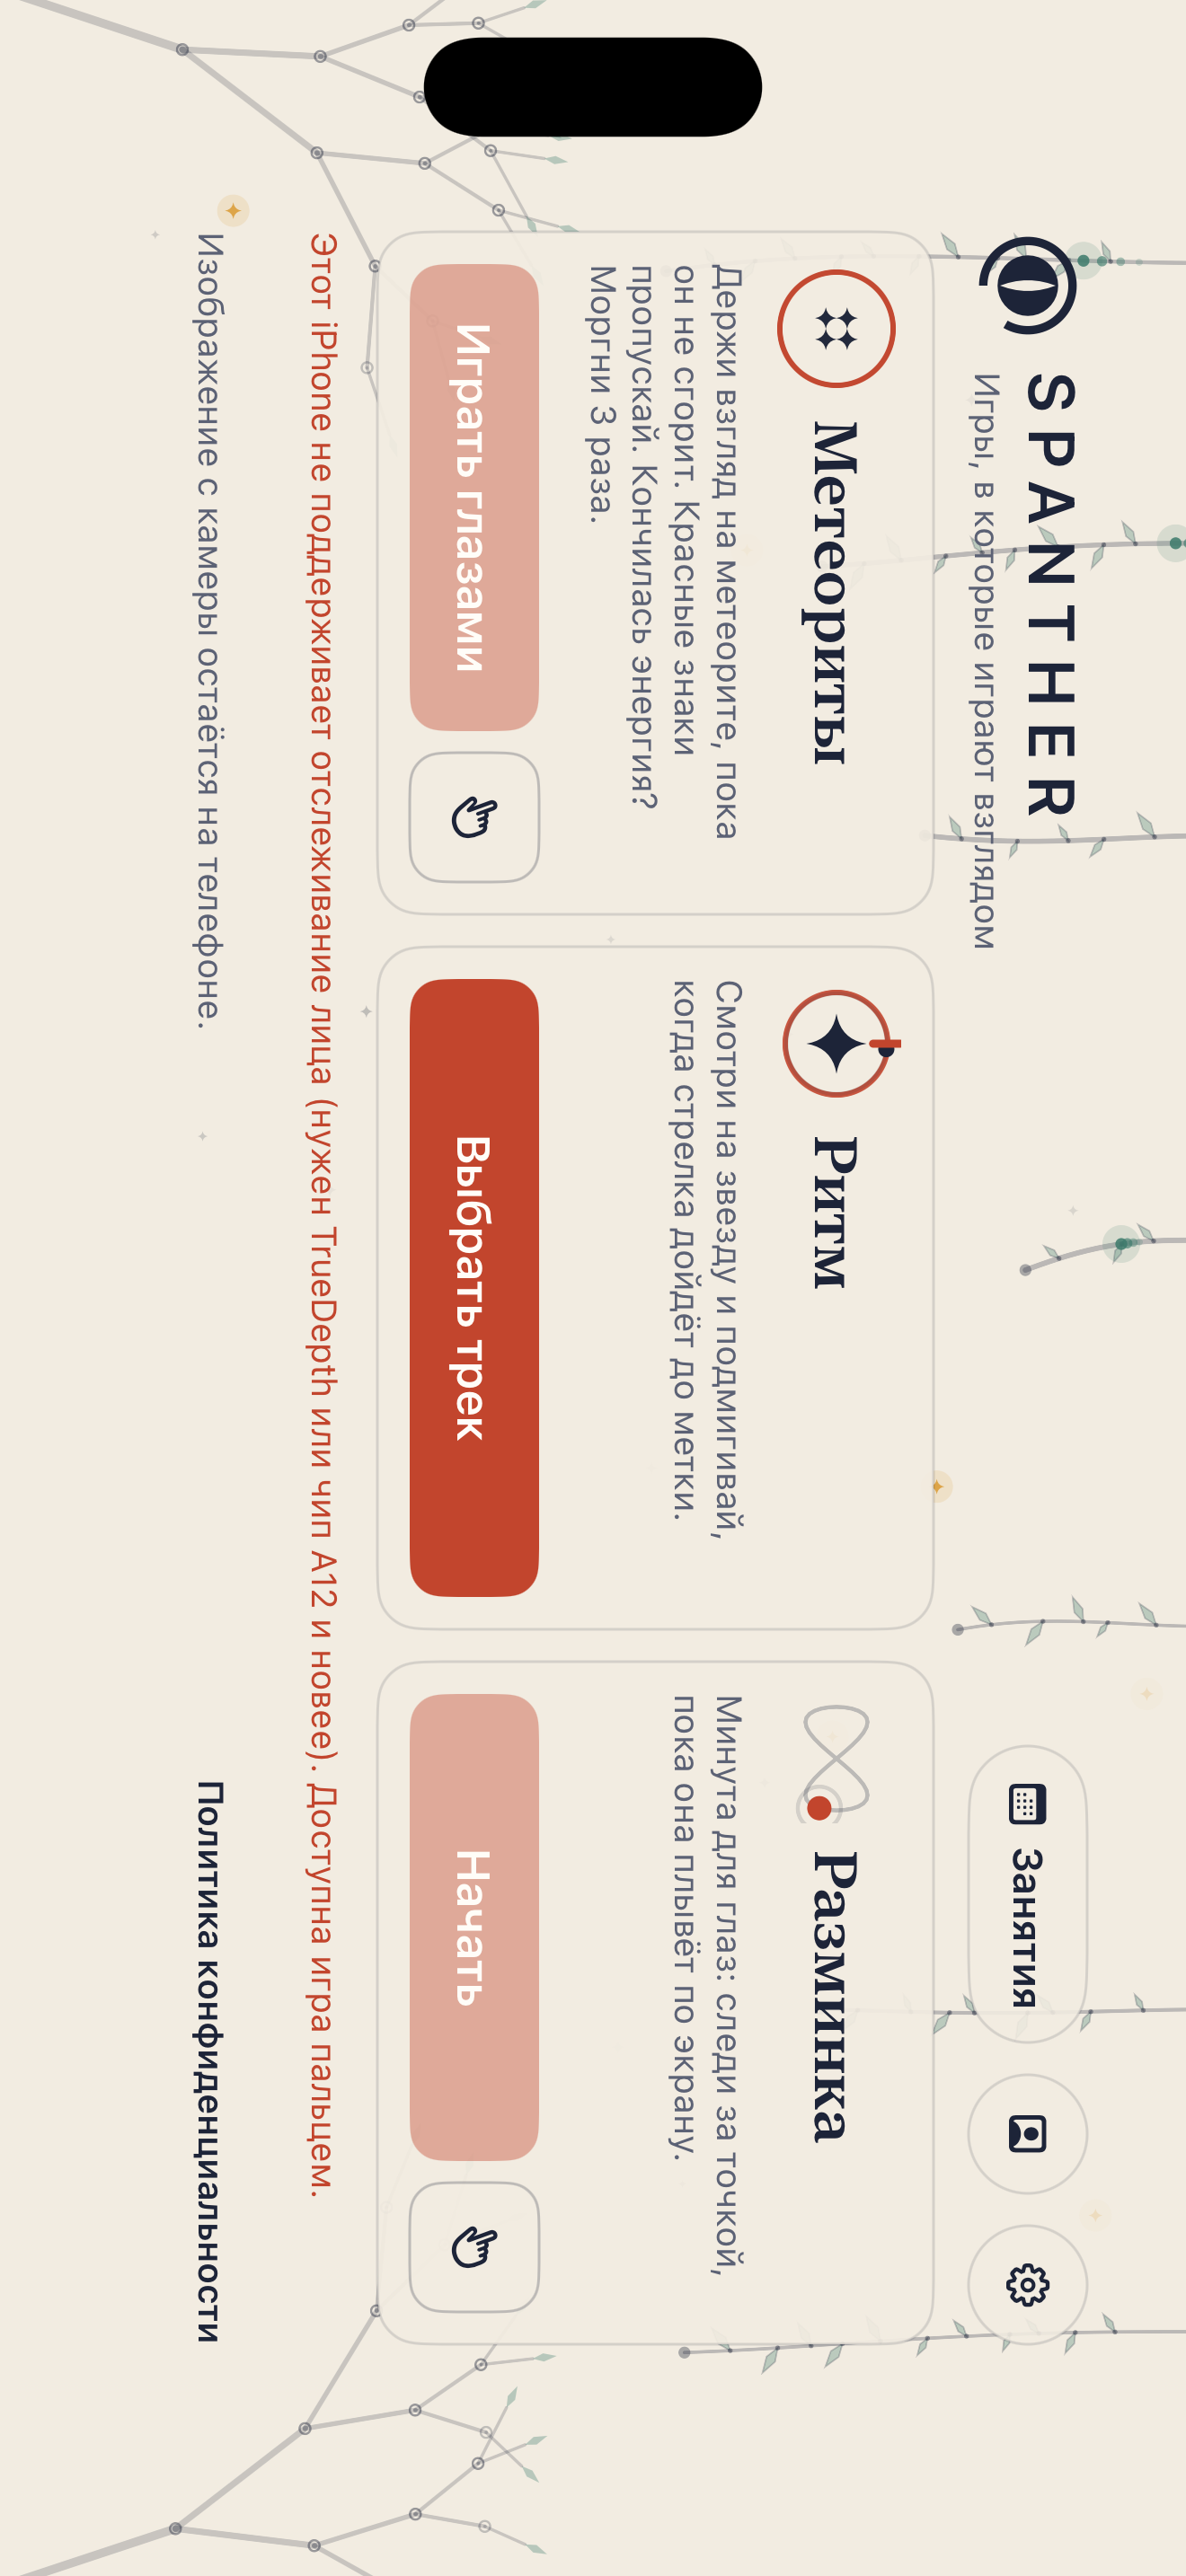 SPANTHER
Игры, в которые играют взглядом
Занятия
Метеориты
Держи взгляд на метеорите, пока
он не сгорит. Красные знаки
пропускай. Кончилась энергия?
Моргни 3 раза.
Играть глазами
Ритм
Смотри на звезду и подмигивай,
когда стрелка дойдёт до метки.
Выбрать трек
Разминка
Минута для глаз: следи за точкой,
пока она плывёт по экрану.
Начать
Этот iPhone не поддерживает отслеживание лица (нужен TrueDepth или чип A12 и новее). Доступна игра пальцем.
Изображение с камеры остаётся на телефоне.
Политика конфиденциальности